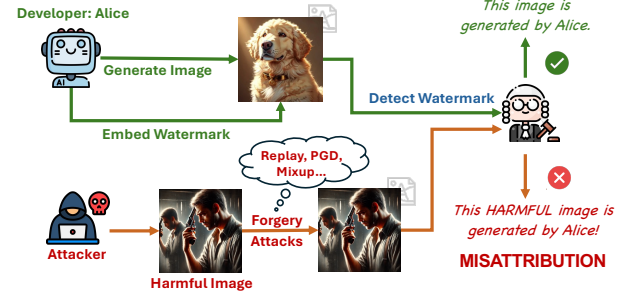 Developer: Alice
This image is
generated by Alice.
AI
Generate Image
Detect Watermark
Embed Watermark
Replay, PGD,
Mixup...
Forgery
Attacks
Attacker
Harmful Image
This HARMFUL image is
generated by Alice!
MISATTRIBUTION